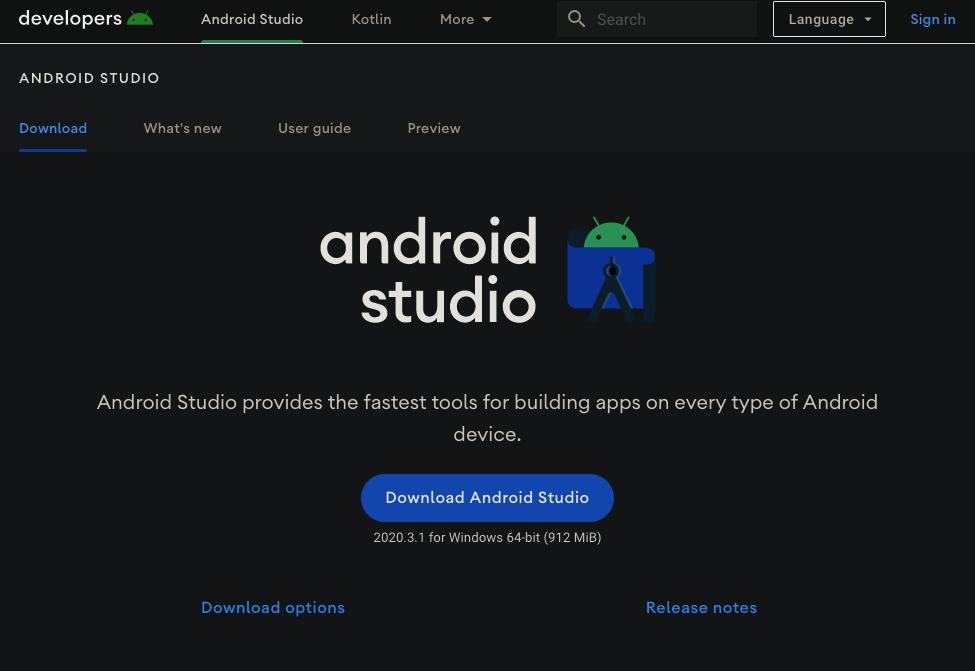 developers Android Studio Kotlin More Search Language Sign in
ANDROID STUDIO
Download What's new User guide Preview
android
studio
Android Studio provides the fastest tools for building apps on every type of Android
device.
Download Android Studio
2020.3.1 for Windows 64-bit (912 MiB)
Download options Release notes